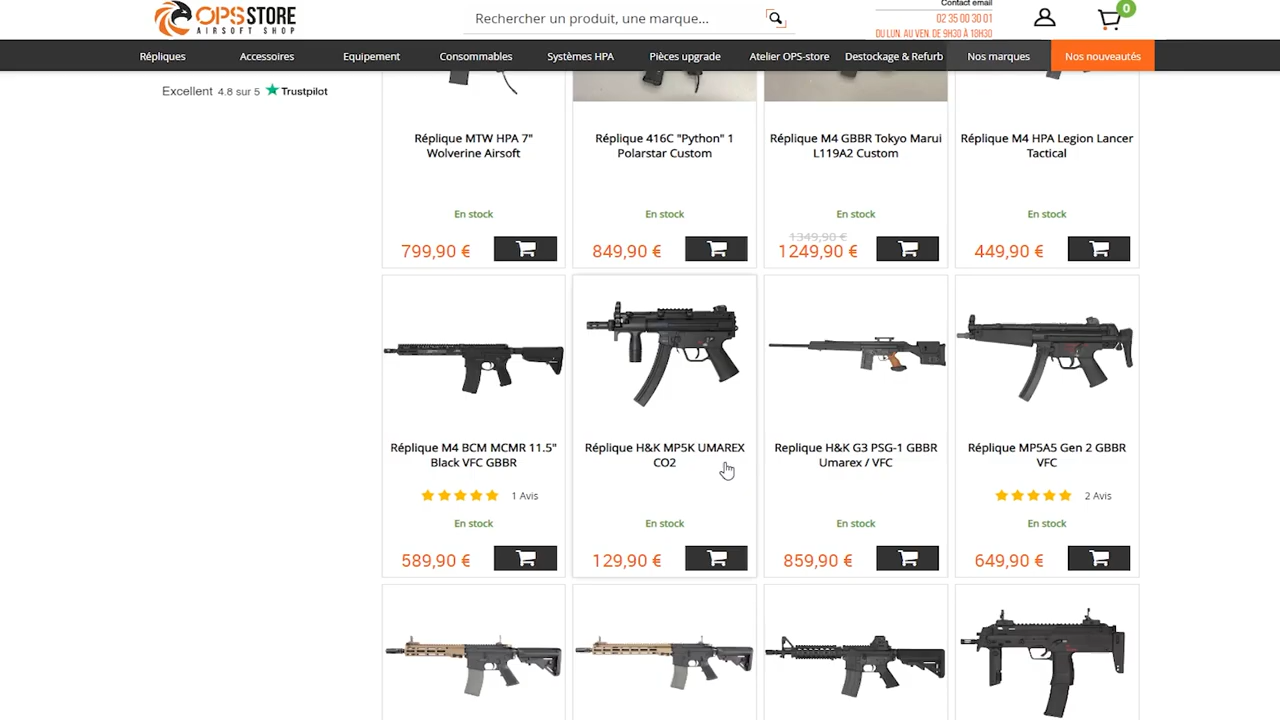 OPS STORE
AIRSOFT SHOP
Rechercher un produit, une marque...
Contact email
02 35 00 30 01
DU LUN. AU VEN. DE 9H30 À 18H30
0
Répliques
Accessoires
Equipement
Consommables
Systèmes HPA
Pièces upgrade
Atelier OPS-store
Destockage & Refurb
Nos marques
Nos nouveautés
Excellent 4.8 sur 5 Trustpilot
Réplique MTW HPA 7"
Wolverine Airsoft
En stock
799,90 €
Réplique 416C "Python" 1
Polarstar Custom
En stock
849,90 €
Réplique M4 GBBR Tokyo Marui
L119A2 Custom
En stock
1349,90 €
1249,90 €
Réplique M4 HPA Legion Lancer
Tactical
En stock
449,90 €
Réplique M4 BCM MCMR 11.5"
Black VFC GBBR
1 Avis
En stock
589,90 €
Réplique H&K MP5K UMAREX
CO2
En stock
129,90 €
Replique H&K G3 PSG-1 GBBR
Umarex / VFC
En stock
859,90 €
Réplique MP5A5 Gen 2 GBBR
VFC
2 Avis
En stock
649,90 €